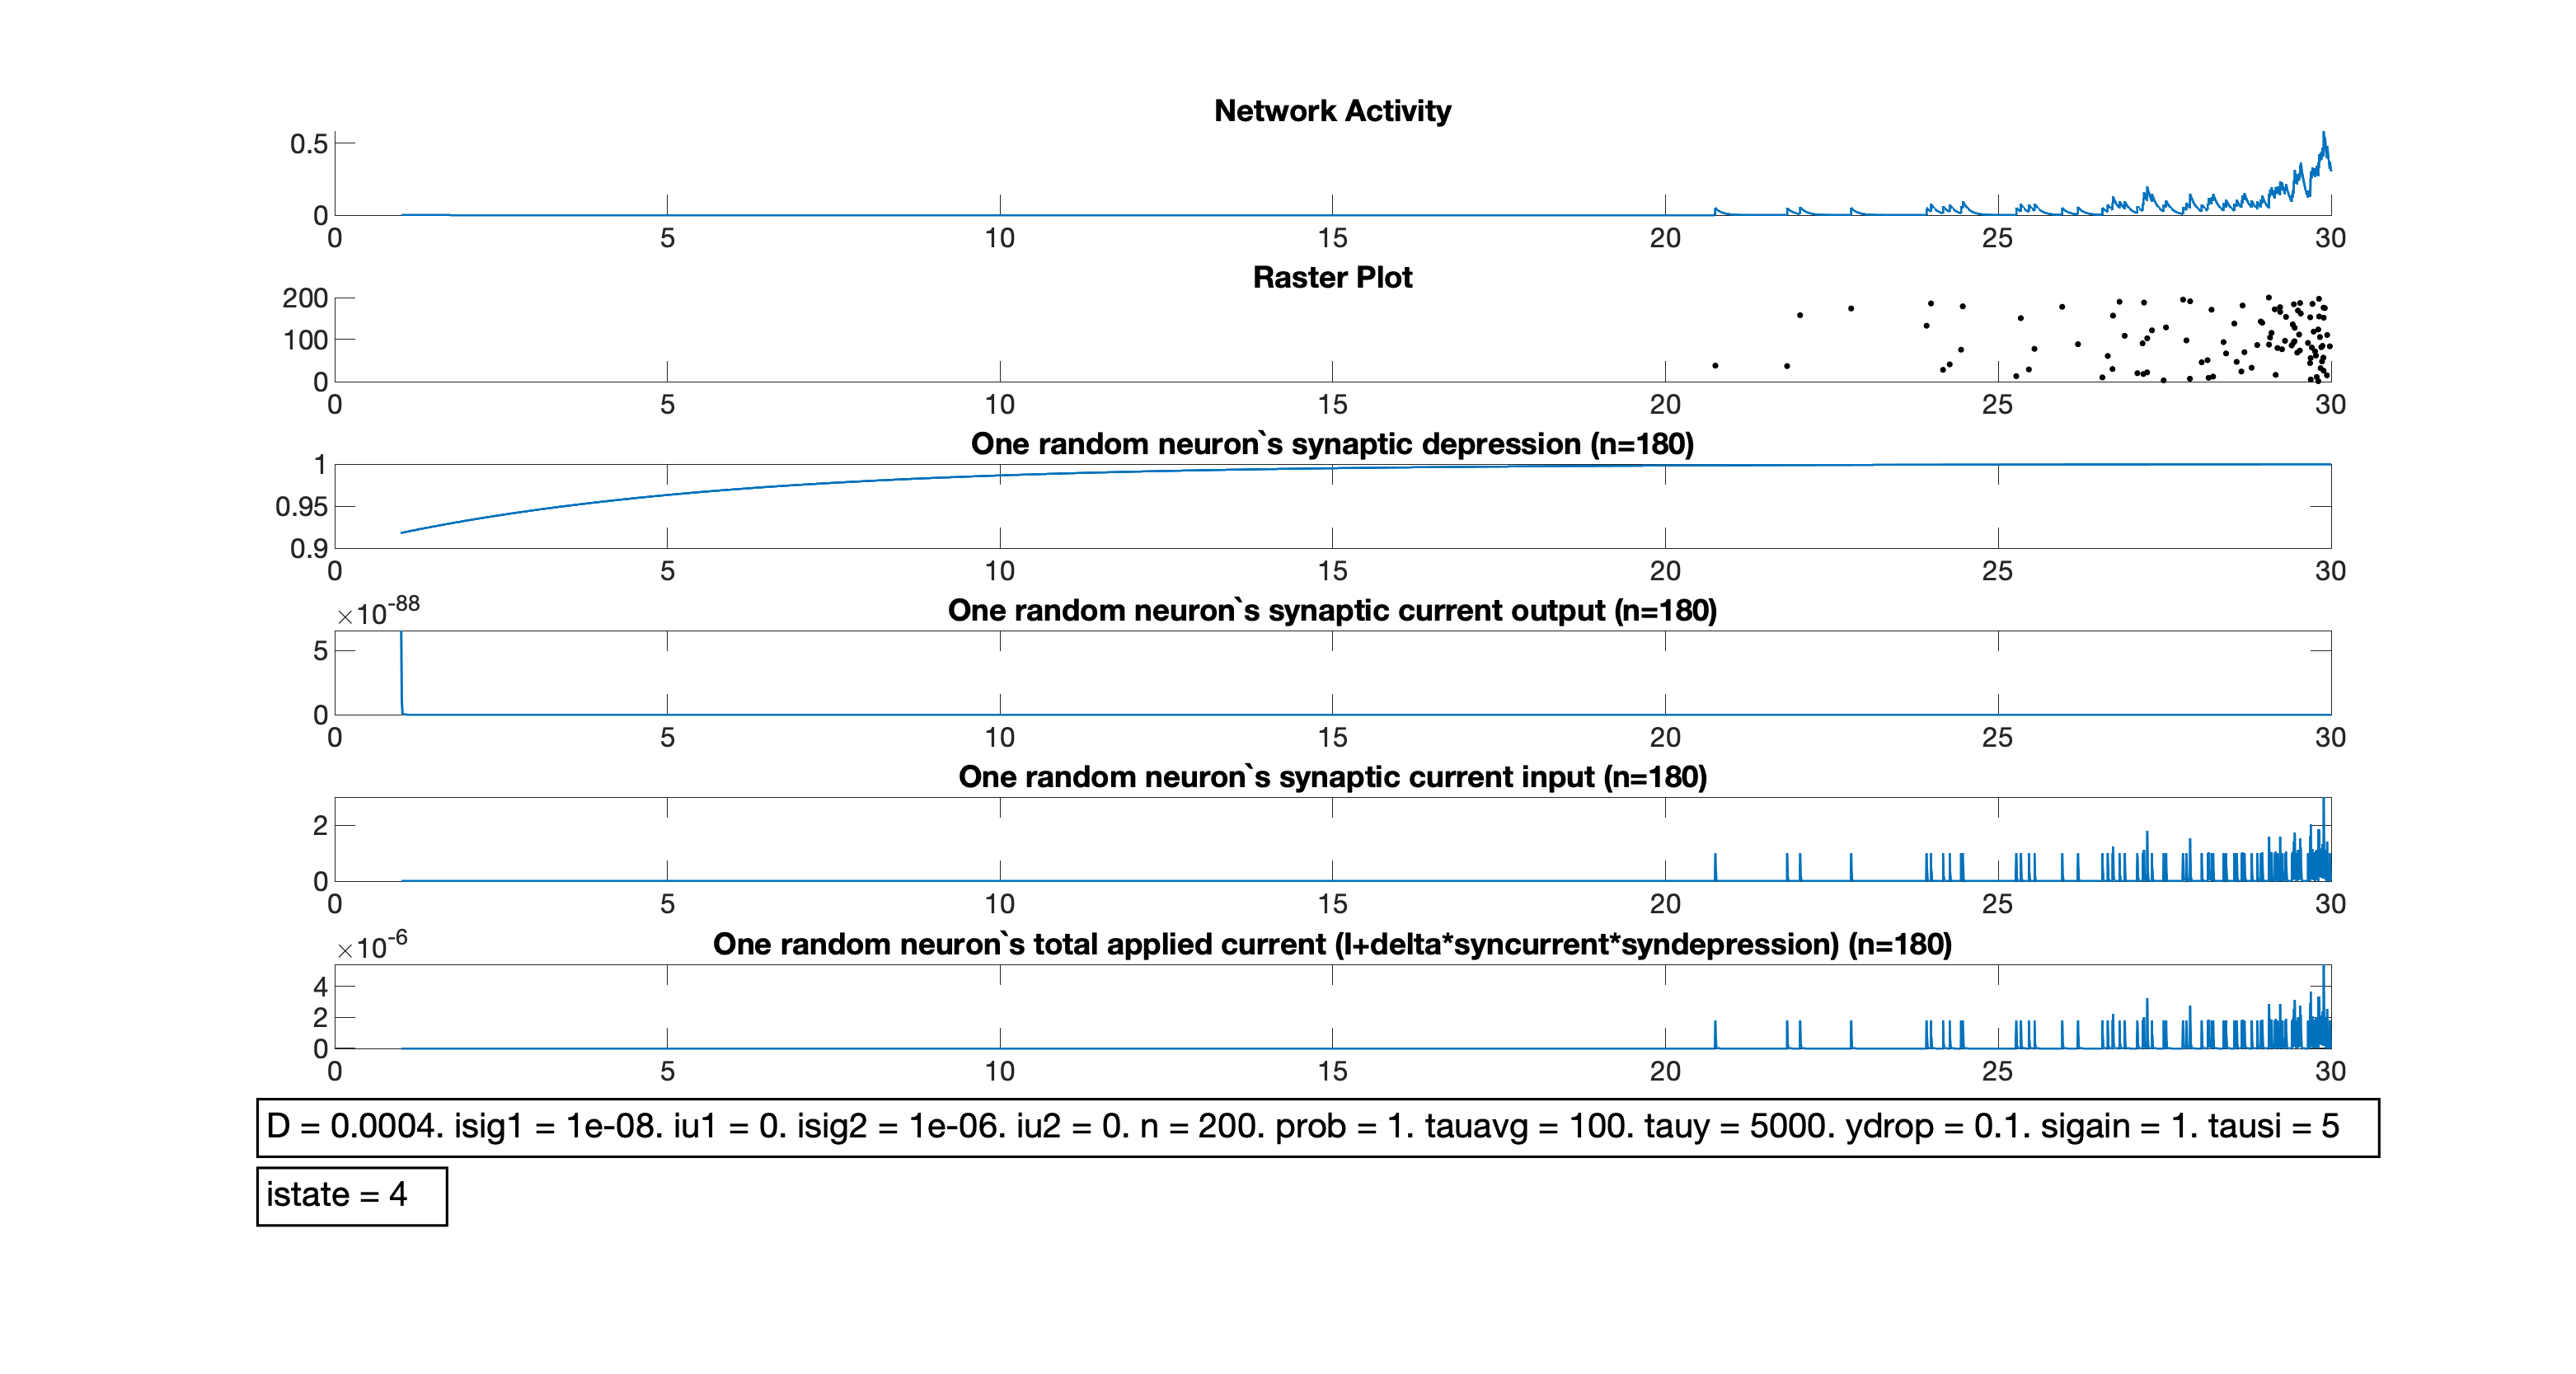 Network Activity
0.5
0
0 5 10 15 20 25 30
Raster Plot
200
100
0
0 5 10 15 20 25 30
One random neuron`s synaptic depression (n=180)
1
0.95
0.9
0 5 10 15 20 25 30
×10-88
One random neuron`s synaptic current output (n=180)
5
0
0 5 10 15 20 25 30
One random neuron`s synaptic current input (n=180)
2
0
0 5 10 15 20 25 30
×10-6
One random neuron`s total applied current (I+delta*syncurrent*syndepression) (n=180)
4
2
0
0 5 10 15 20 25 30
D = 0.0004. isig1 = 1e-08. iu1 = 0. isig2 = 1e-06. iu2 = 0. n = 200. prob = 1. tauavg = 100. tauy = 5000. ydrop = 0.1. sigain = 1. tausi = 5
istate = 4